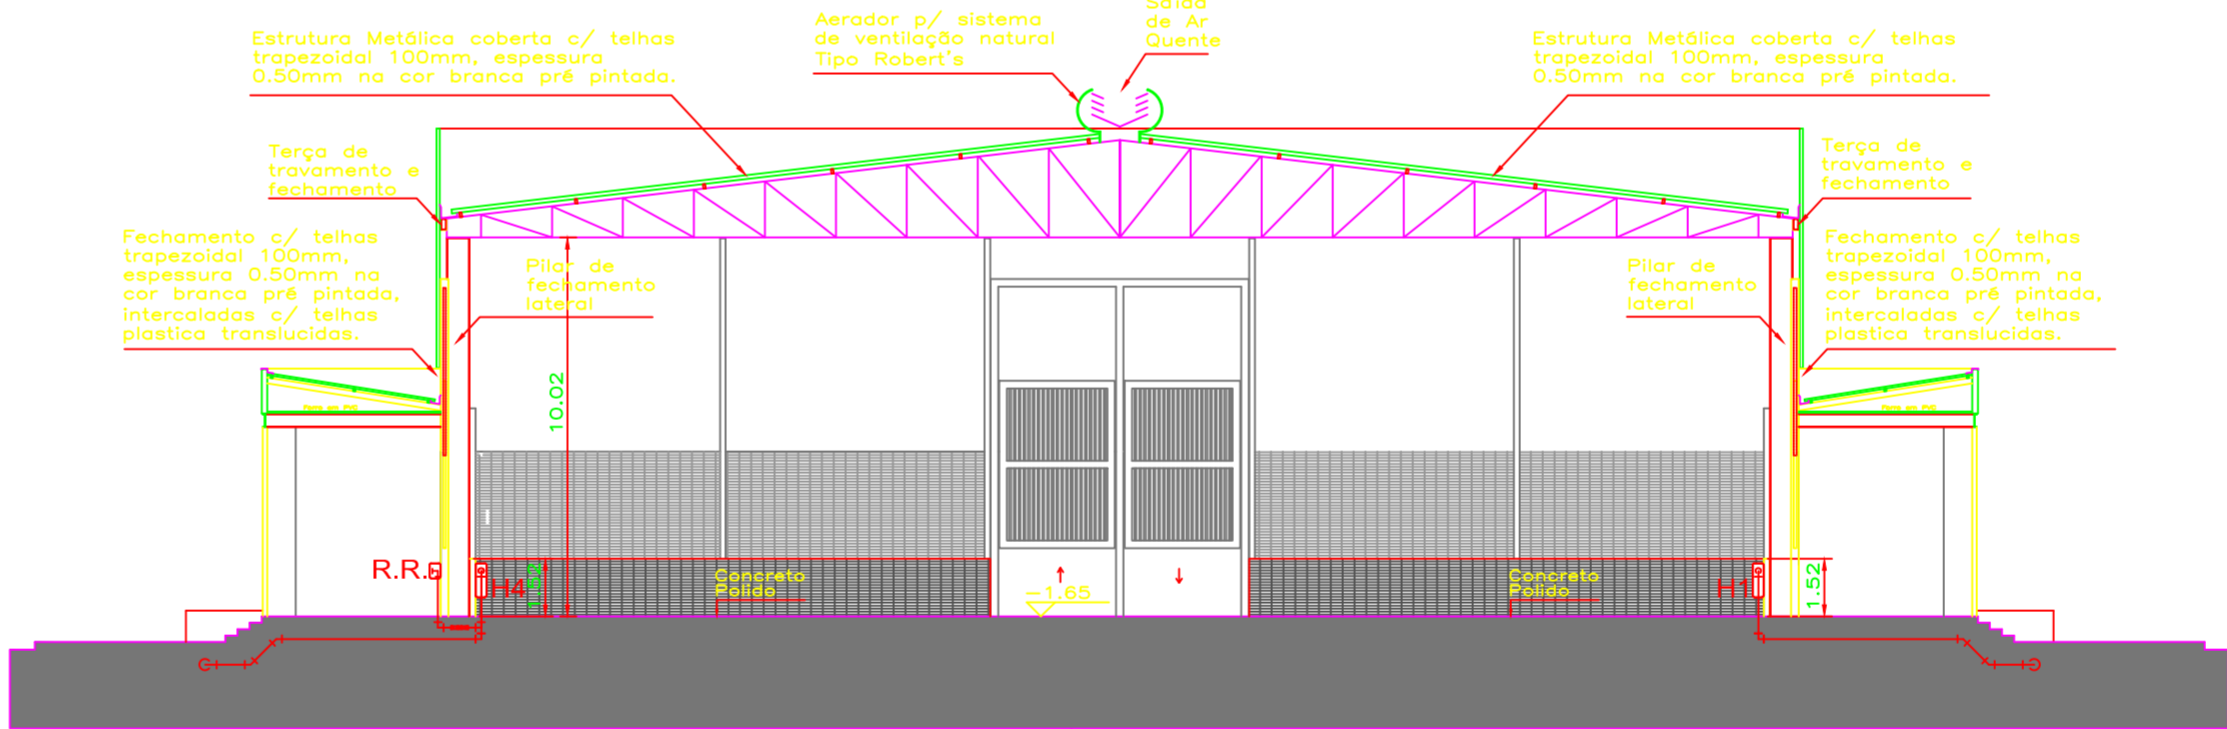 Estrutura Metálica coberta c/ telhas
trapezoidal 100mm, espessura
0.50mm na cor branca pré pintada.
Aerador p/ sistema
de ventilação natural
Tipo Robert's
Saída
de Ar
Quente
Estrutura Metálica coberta c/ telhas
trapezoidal 100mm, espessura
0.50mm na cor branca pré pintada.
Terça de
travamento e
fechamento
Terça de
travamento e
fechamento
Fechamento c/ telhas
trapezoidal 100mm,
espessura 0.50mm na
cor branca pré pintada,
intercaladas c/ telhas
plastica translucidas.
Pilar de
fechamento
lateral
Pilar de
fechamento
lateral
Fechamento c/ telhas
trapezoidal 100mm,
espessura 0.50mm na
cor branca pré pintada,
intercaladas c/ telhas
plastica translucidas.
10.02
R.R.
H4
1.52
Concreto
Polido
-1.65
Concreto
Polido
H1
1.52